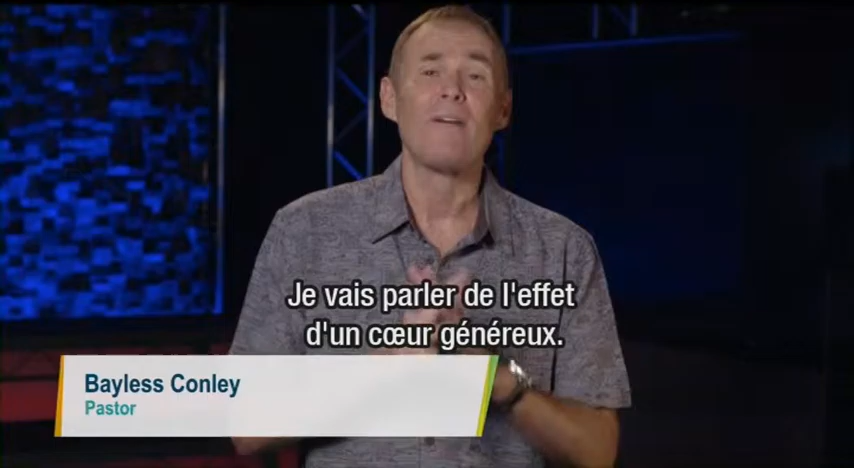 Je vais parler de l'effet
d'un cœur généreux.
Bayless Conley
Pastor